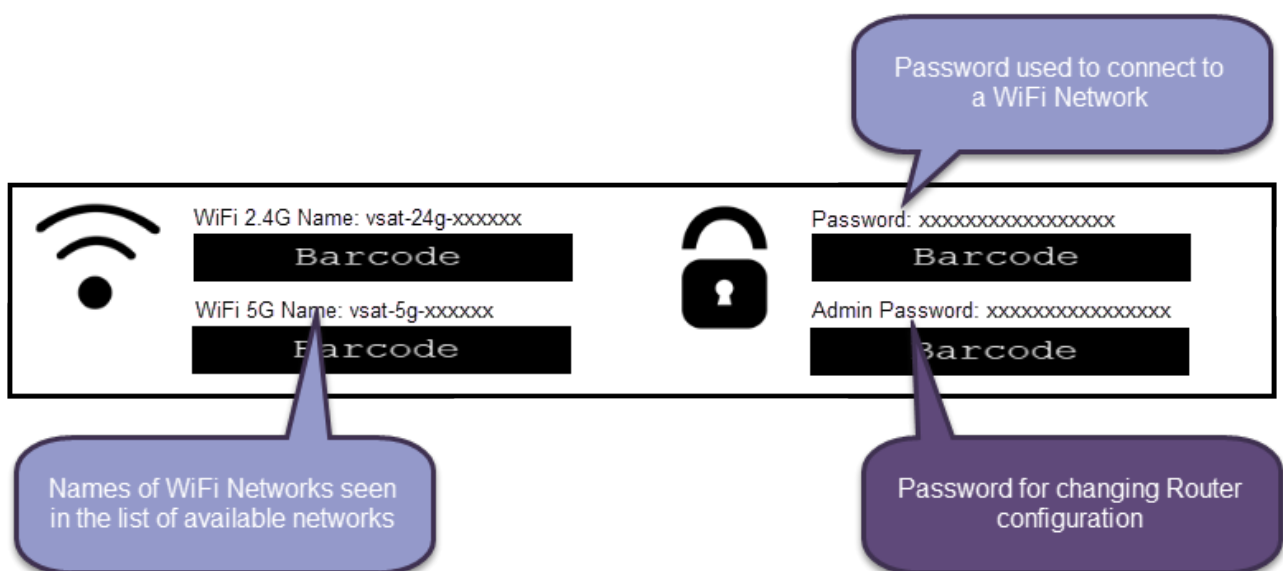 Password used to connect to
a WiFi Network
WiFi 2.4G Name: vsat-24g-xxxxxx
Barcode
WiFi 5G Name: vsat-5g-xxxxxx
Barcode
Password: xxxxxxxxxxxxxxxxx
Barcode
Admin Password: xxxxxxxxxxxxxxxx
Barcode
Names of WiFi Networks seen
in the list of available networks
Password for changing Router
configuration